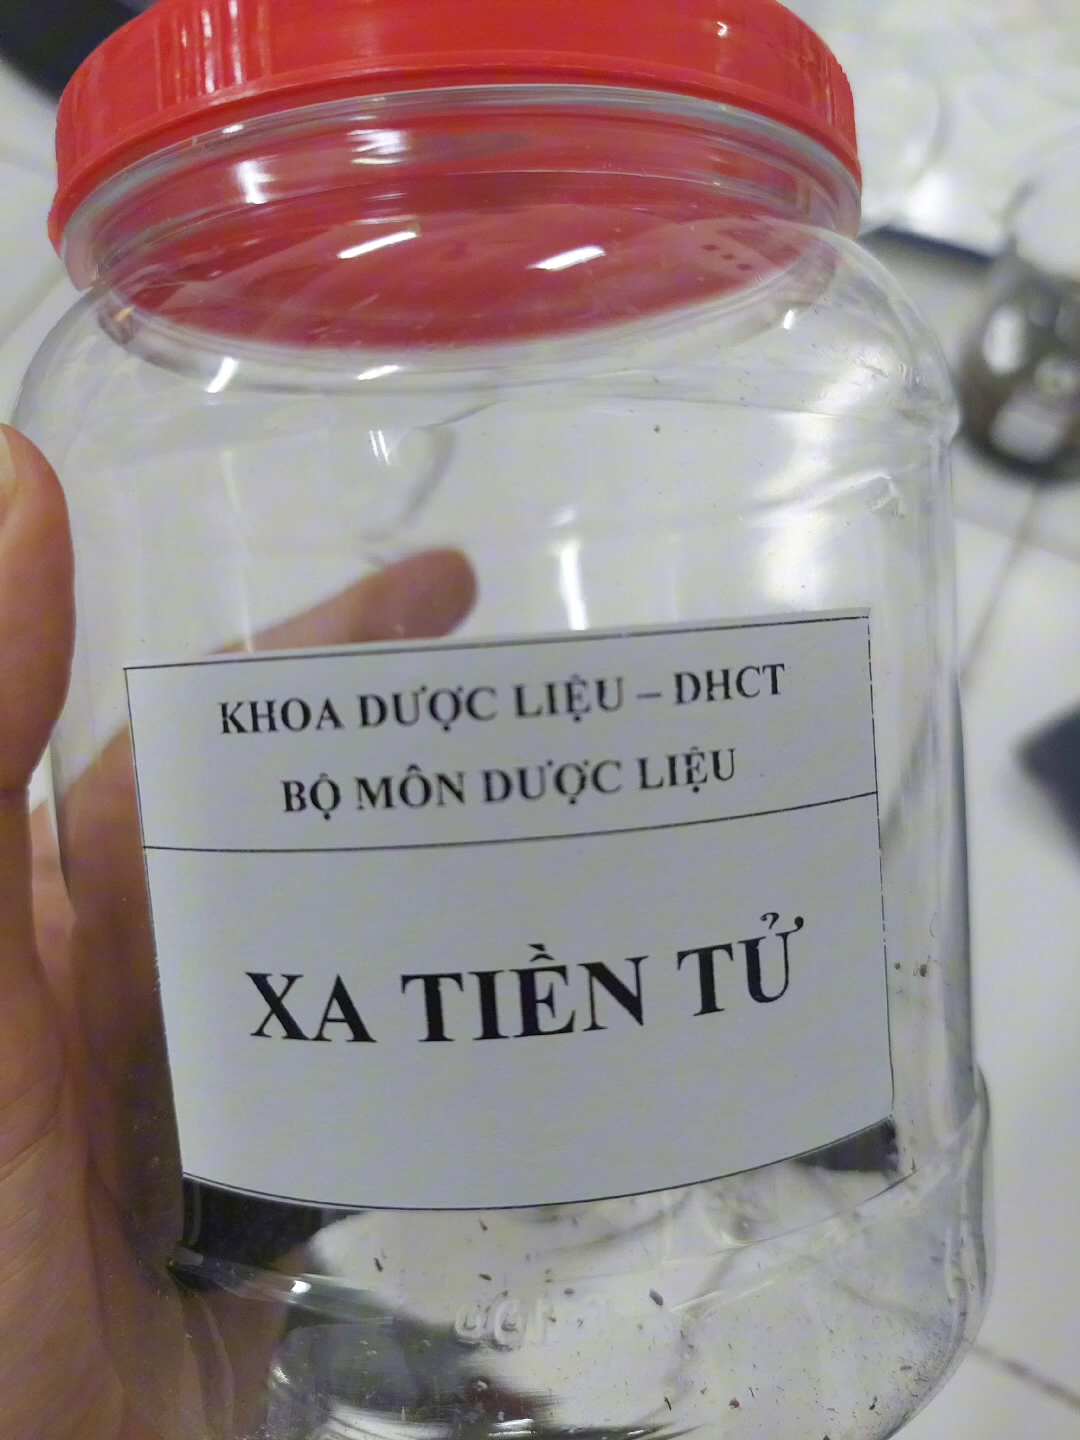 KHOA DƯỢC LIỆU – DHCT
BỘ MÔN DƯỢC LIỆU
XA TIỀN TỬ